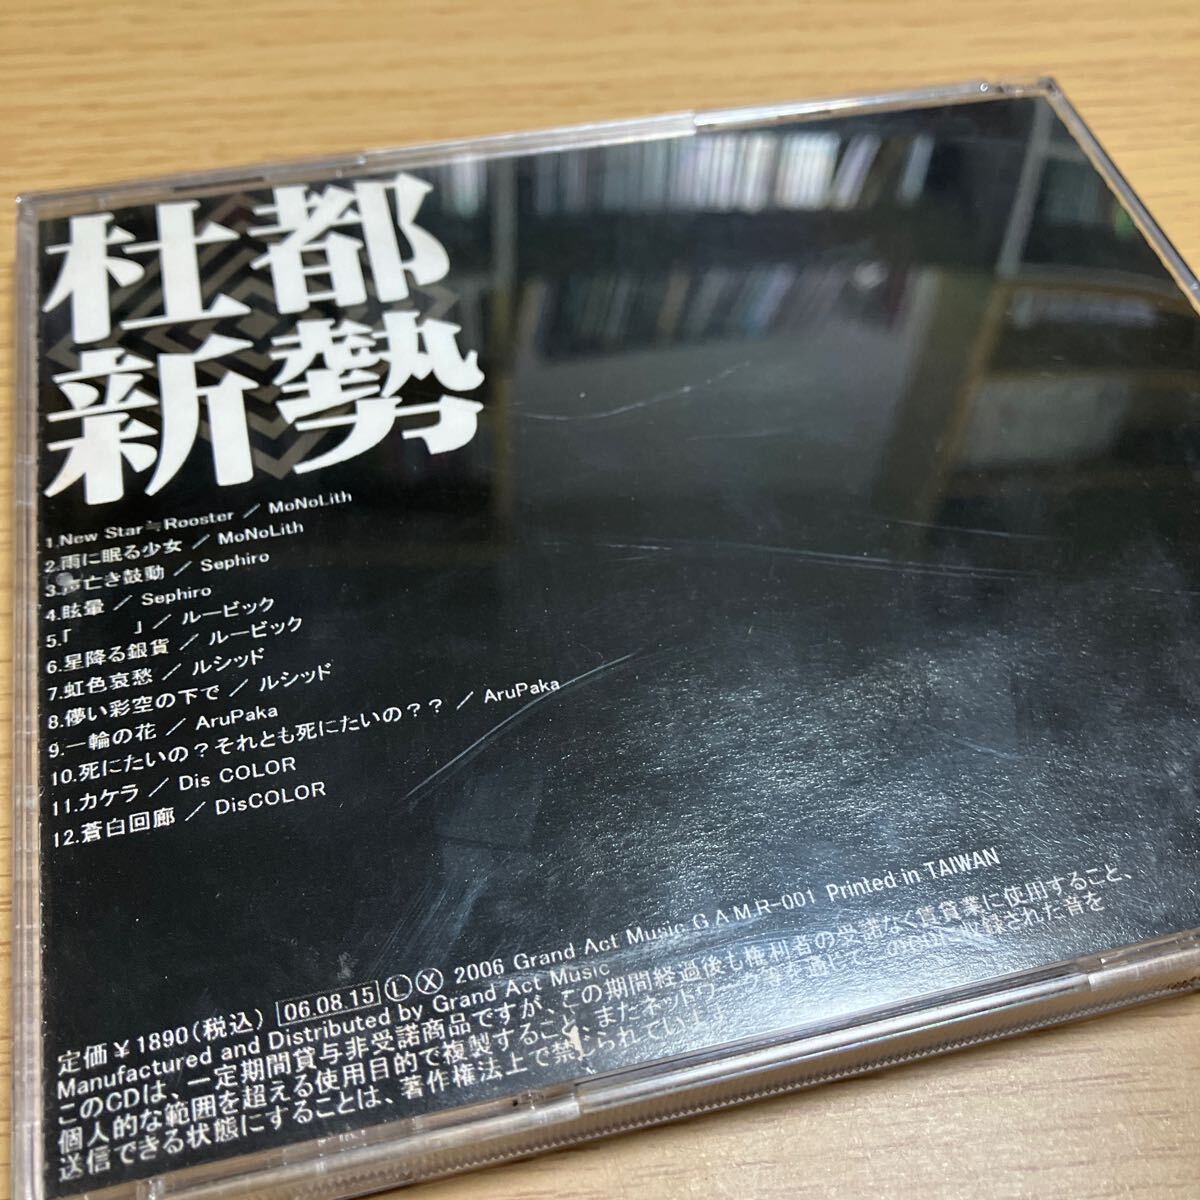 杜都
新勢
1.New Star≒Rooster ／ MoNoLith
2.雨に眠る少女 ／ MoNoLith
3.亡き鼓動 ／ Sephiro
4.眩暈 ／ Sephiro
5.「　　　」／ ルービック
6.星降る銀貨 ／ ルービック
7.虹色哀愁 ／ ルシッド
8.儚い彩空の下で ／ ルシッド
9.一輪の花 ／ AruPaka
10.死にたいの？それとも死にたいの？？ ／ AruPaka
11.カケラ ／ Dis COLOR
12.蒼白回廊 ／ DisCOLOR
定価￥1890(税込) 06.08.15 Ⓛ Ⓧ 2006 Grand Act Music G.A.M.R-001 Printed in TAIWAN
Manufactured and Distributed by Grand Act Music
このCDは、一定期間貸与非受諾商品ですが、この期間経過後も権利者の受諾なく賃貸業に使用すること、
個人的な範囲を超える使用目的で複製すること、またネットワーク等を通じてこのCDに収録された音を
送信できる状態にすることは、著作権法上で禁じられています。